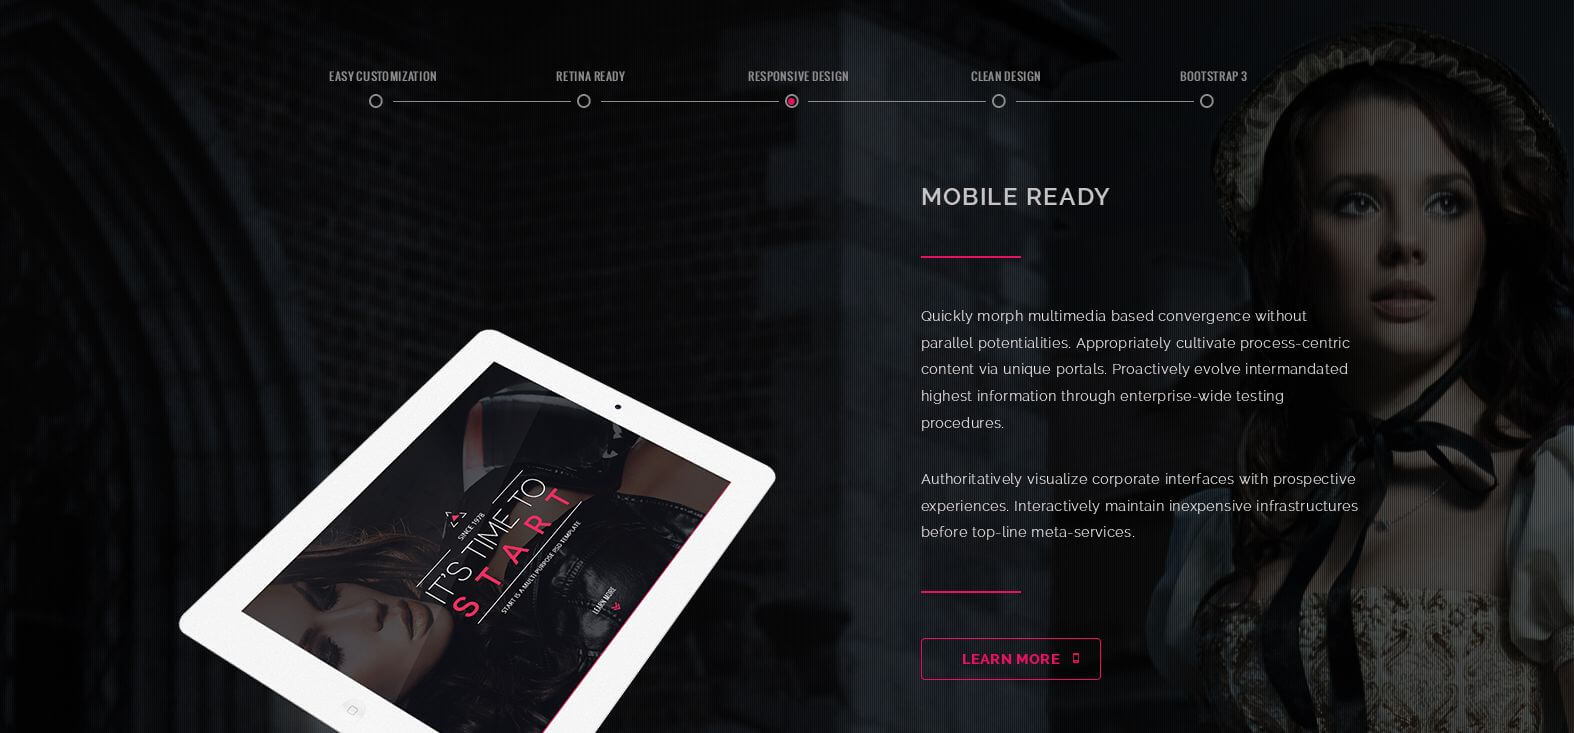 EASY CUSTOMIZATION
RETINA READY
RESPONSIVE DESIGN
CLEAN DESIGN
BOOTSTRAP 3
MOBILE READY
Quickly morph multimedia based convergence without
parallel potentialities. Appropriately cultivate process-centric
content via unique portals. Proactively evolve intermandated
highest information through enterprise-wide testing
procedures.
Authoritatively visualize corporate interfaces with prospective
experiences. Interactively maintain inexpensive infrastructures
before top-line meta-services.
LEARN MORE
SINCE 1978
IT'S TIME TO
START
START IS A MULTI PURPOSE PSD TEMPLATE
LEARN MORE